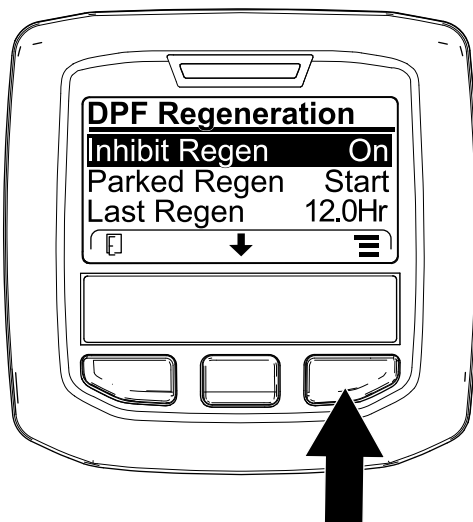 DPF Regeneration
Inhibit Regen On
Parked Regen Start
Last Regen 12.0Hr